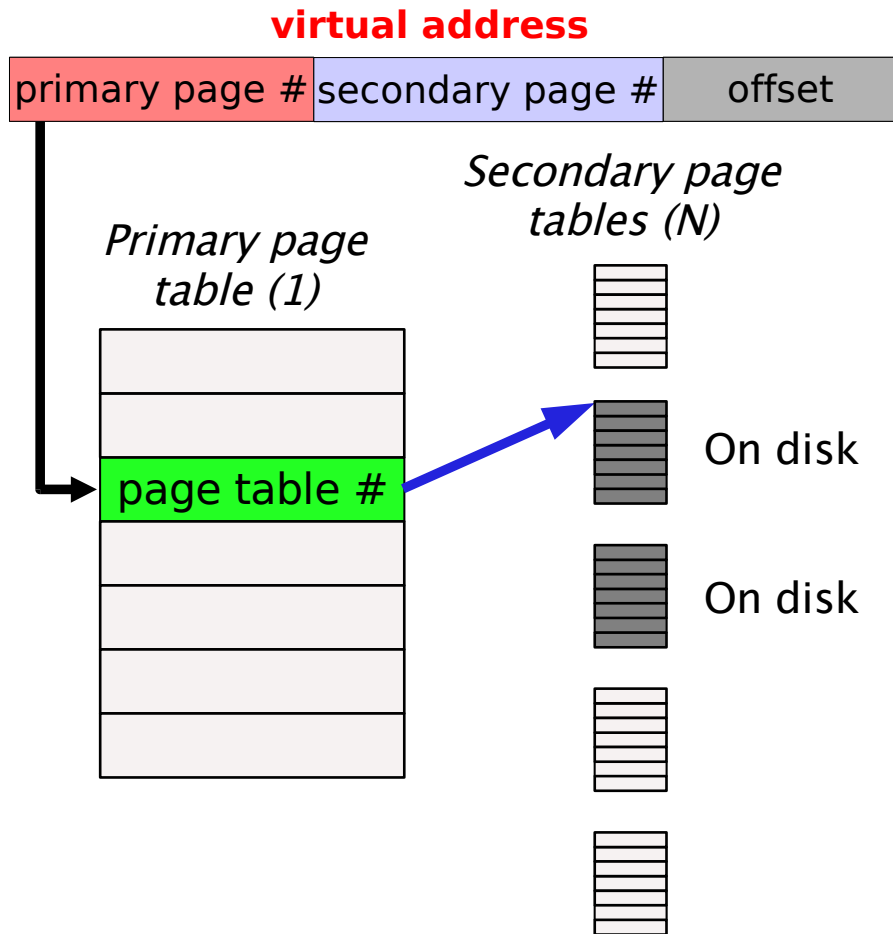 virtual address
primary page # secondary page # offset
Secondary page
tables (N)
Primary page
table (1)
On disk
page table #
On disk